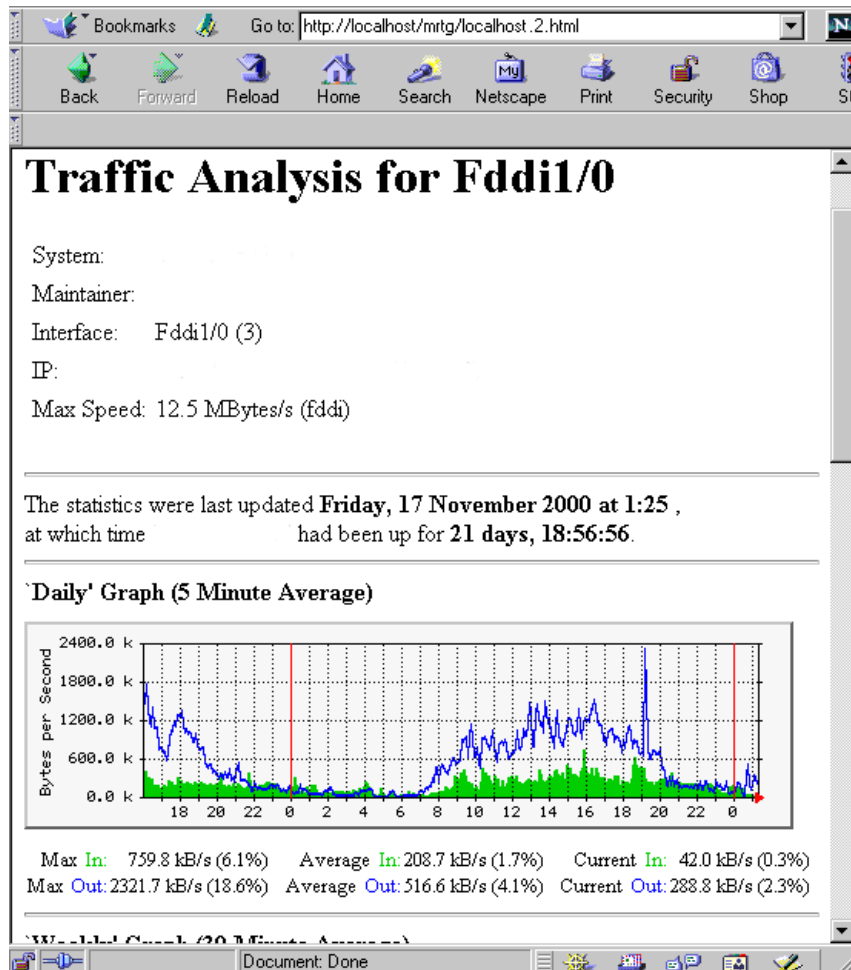 Bookmarks Go to: http://localhost/mrtg/localhost.2.html N
Back Forward Reload Home Search My Netscape Print Security Shop
Traffic Analysis for Fddi1/0
System:
Maintainer:
Interface: Fddi1/0 (3)
IP:
Max Speed: 12.5 MBytes/s (fddi)
The statistics were last updated Friday, 17 November 2000 at 1:25 ,
at which time had been up for 21 days, 18:56:56.
`Daily' Graph (5 Minute Average)
Bytes per Second
2400.0 k
1800.0 k
1200.0 k
600.0 k
0.0 k
18 20 22 0 2 4 6 8 10 12 14 16 18 20 22 0
Max In: 759.8 kB/s (6.1%) Average In: 208.7 kB/s (1.7%) Current In: 42.0 kB/s (0.3%)
Max Out: 2321.7 kB/s (18.6%) Average Out: 516.6 kB/s (4.1%) Current Out: 288.8 kB/s (2.3%)
`Weekly' Graph (30 Minute Average)
Document: Done